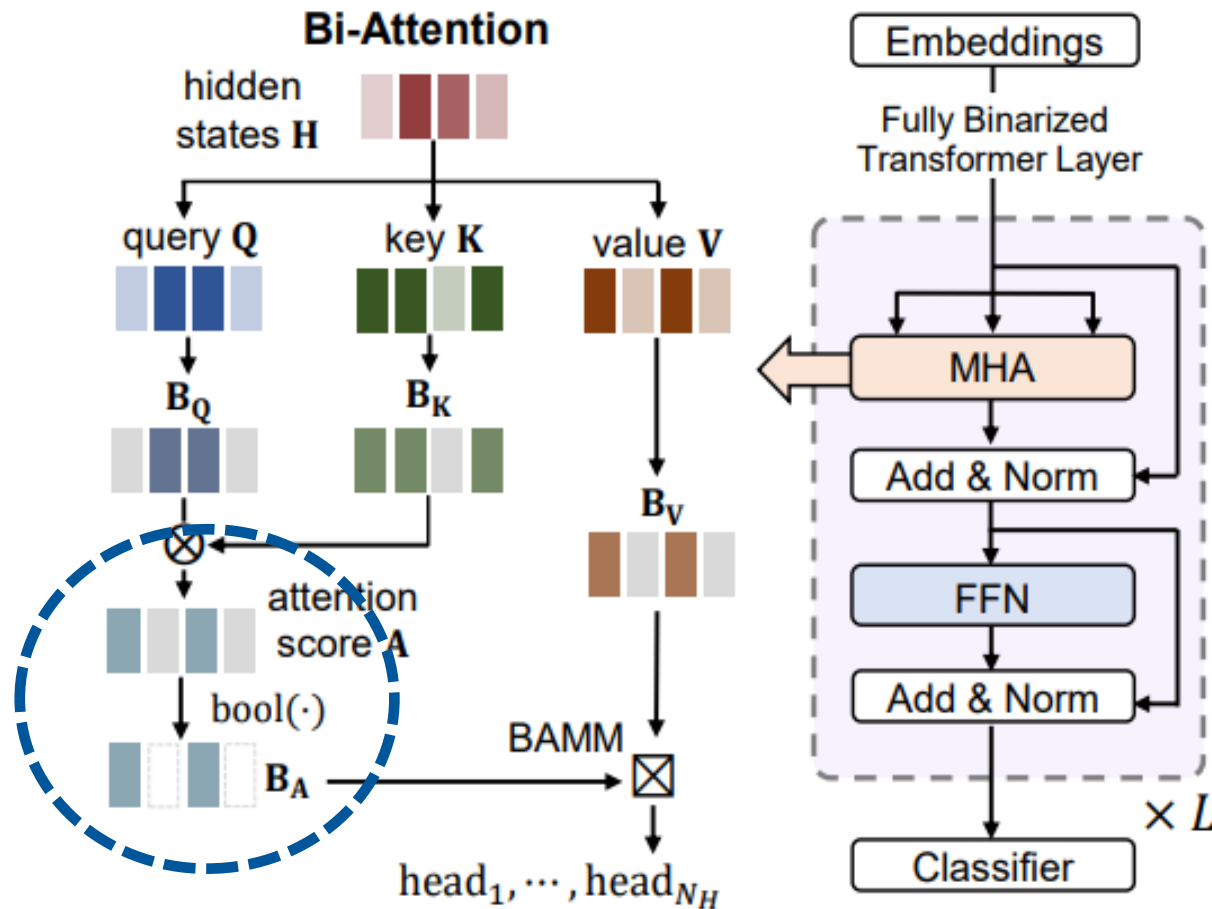 Bi-Attention
hidden
states H
query Q
key K
value V
B_Q
B_K
B_V
attention
score A
bool(·)
B_A
BAMM
head_1, ⋯, head_{N_H}
Embeddings
Fully Binarized
Transformer Layer
MHA
Add & Norm
FFN
Add & Norm
× L
Classifier